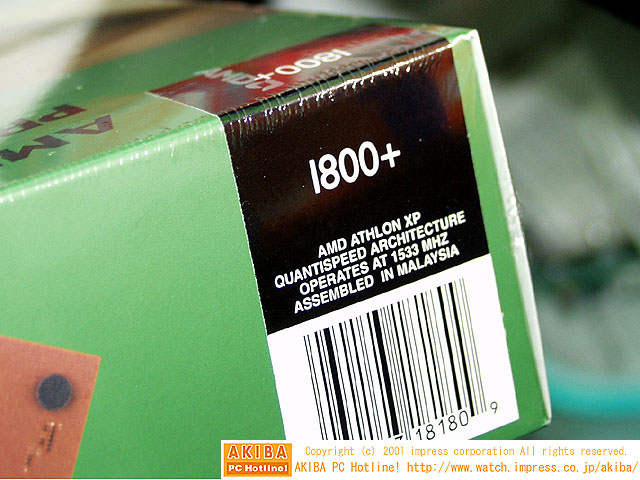 1800+
1800+
AMD ATHLON XP
QUANTISPEED ARCHITECTURE
OPERATES AT 1533 MHZ
ASSEMBLED IN MALAYSIA
18180 9
AKIBA
PC Hotline!
Copyright (c) 2001 impress corporation All rights reserved.
AKIBA PC Hotline! http://www.watch.impress.co.jp/akiba/